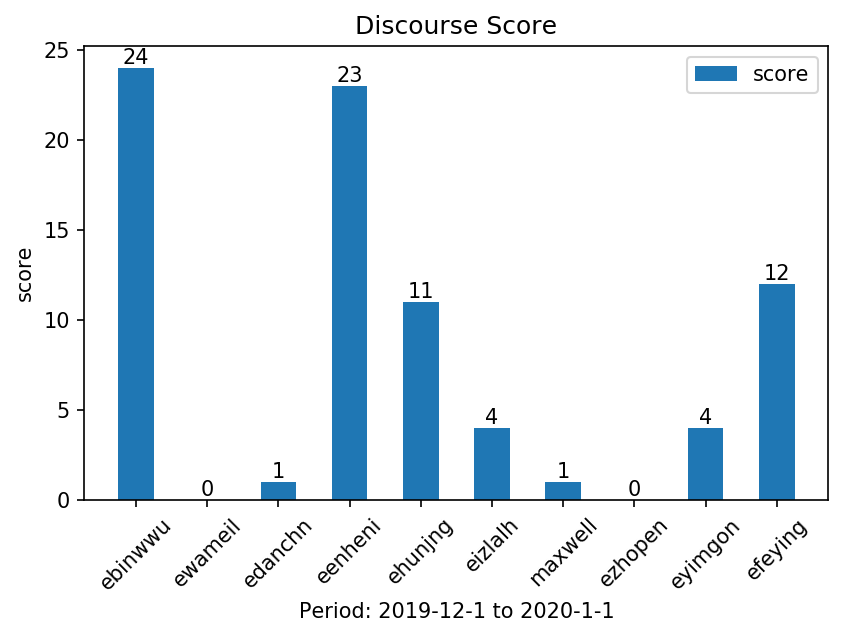 Discourse Score
score
25
20
15
10
5
0
score
24
0
1
23
11
4
1
0
4
12
ebinwwu
ewameil
edanchn
eenheni
ehunjng
eizlalh
maxwell
ezhopen
eyimgon
efeying
Period: 2019-12-1 to 2020-1-1